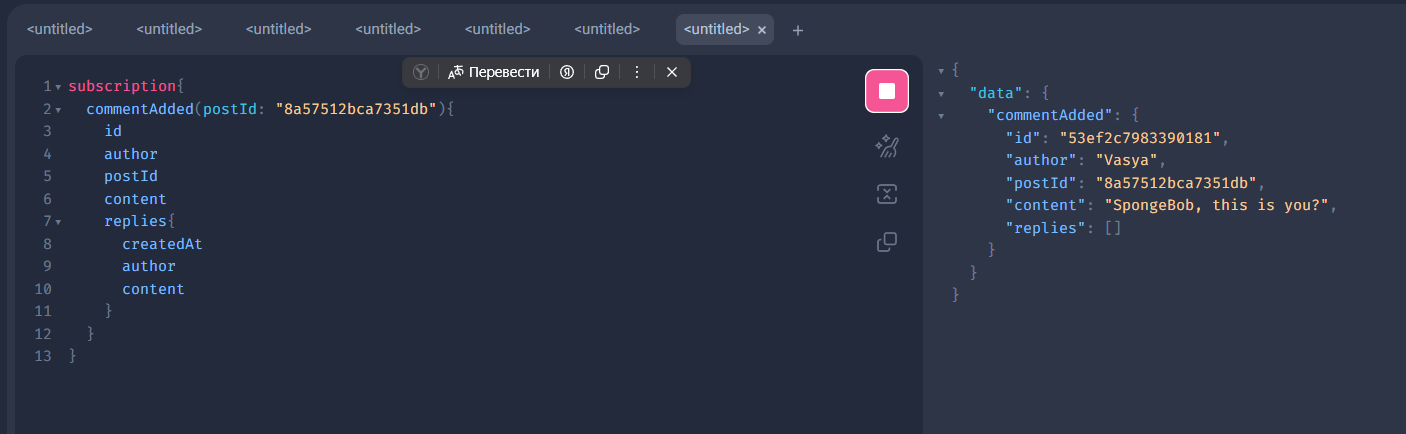 <untitled> <untitled> <untitled> <untitled> <untitled> <untitled> <untitled> × +
Перевести
1 subscription{
2 commentAdded(postId: "8a57512bca7351db"){
3 id
4 author
5 postId
6 content
7 replies{
8 createdAt
9 author
10 content
11 }
12 }
13 }
{
"data": {
"commentAdded": {
"id": "53ef2c7983390181",
"author": "Vasya",
"postId": "8a57512bca7351db",
"content": "SpongeBob, this is you?",
"replies": []
}
}
}